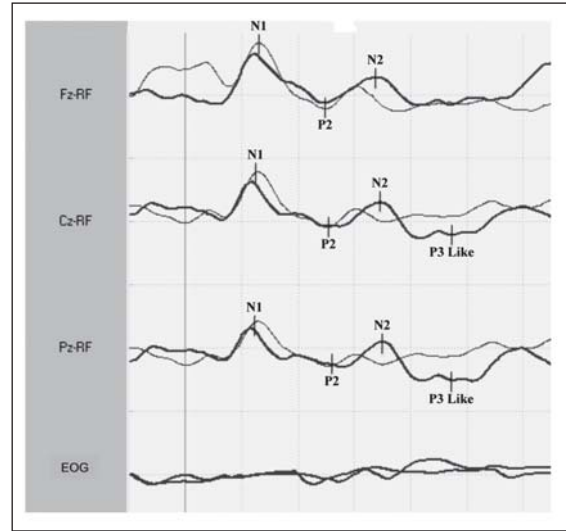 N1
N2
Fz-RF
P2
N1
N2
Cz-RF
P2
P3 Like
N1
N2
Pz-RF
P2
P3 Like
EOG